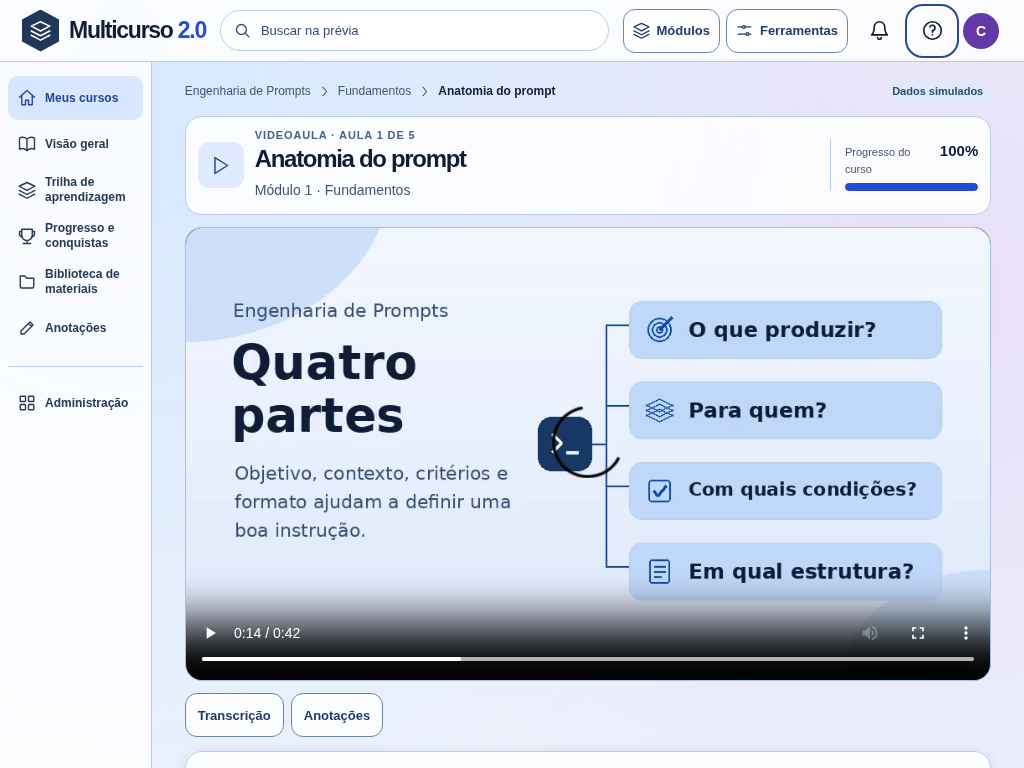 Multicurso 2.0
Buscar na prévia
Módulos
Ferramentas
C
Meus cursos
Visão geral
Trilha de
aprendizagem
Progresso e
conquistas
Biblioteca de
materiais
Anotações
Administração
Engenharia de Prompts
Fundamentos
Anatomia do prompt
Dados simulados
VIDEOAULA · AULA 1 DE 5
Anatomia do prompt
Módulo 1 · Fundamentos
Progresso do
curso
100%
Engenharia de Prompts
Quatro
partes
Objetivo, contexto, critérios e
formato ajudam a definir uma
boa instrução.
O que produzir?
Para quem?
Com quais condições?
Em qual estrutura?
0:14 / 0:42
Transcrição
Anotações